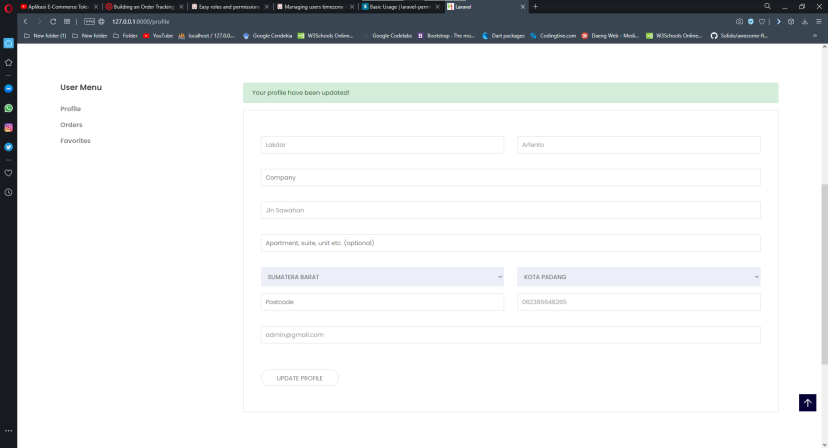 Aplikasi E-Commerce Toko
Building an Order Tracking
Easy roles and permissions
Managing users timezone
Basic Usage | laravel-perm
Laravel
VPN
127.0.0.1:8000/profile
New folder (1)
New folder
Folder
YouTube
localhost / 127.0.0....
Google Cendekia
W3Schools Online...
Google Codelabs
Bootstrap · The mo...
Dart packages
Codingtive.com
Daeng Web - Medi...
W3Schools Online...
Solido/awesome-fl...
User Menu
Profile
Orders
Favorites
Your profile have been updated!
Lakdar Arfento
Company
Jln Sawahan
Apartment, suite, unit etc. (optional)
SUMATERA BARAT KOTA PADANG
Postcode 082385648265
admin@gmail.com
UPDATE PROFILE